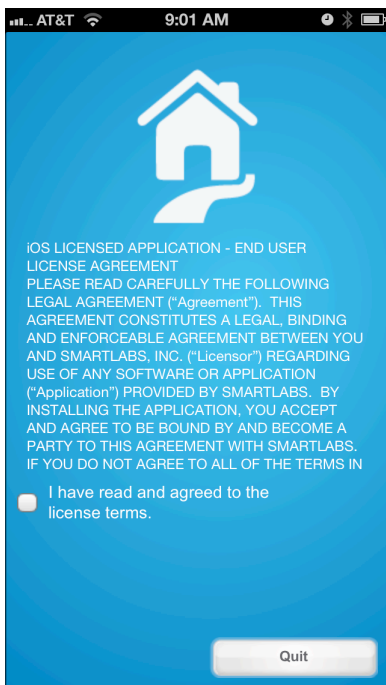 AT&T 9:01 AM
iOS LICENSED APPLICATION - END USER
LICENSE AGREEMENT
PLEASE READ CAREFULLY THE FOLLOWING
LEGAL AGREEMENT (“Agreement”).  THIS
AGREEMENT CONSTITUTES A LEGAL, BINDING
AND ENFORCEABLE AGREEMENT BETWEEN YOU
AND SMARTLABS, INC. (“Licensor”) REGARDING
USE OF ANY SOFTWARE OR APPLICATION
(“Application”) PROVIDED BY SMARTLABS.  BY
INSTALLING THE APPLICATION, YOU ACCEPT
AND AGREE TO BE BOUND BY AND BECOME A
PARTY TO THIS AGREEMENT WITH SMARTLABS.
IF YOU DO NOT AGREE TO ALL OF THE TERMS IN
I have read and agreed to the
license terms.
Quit